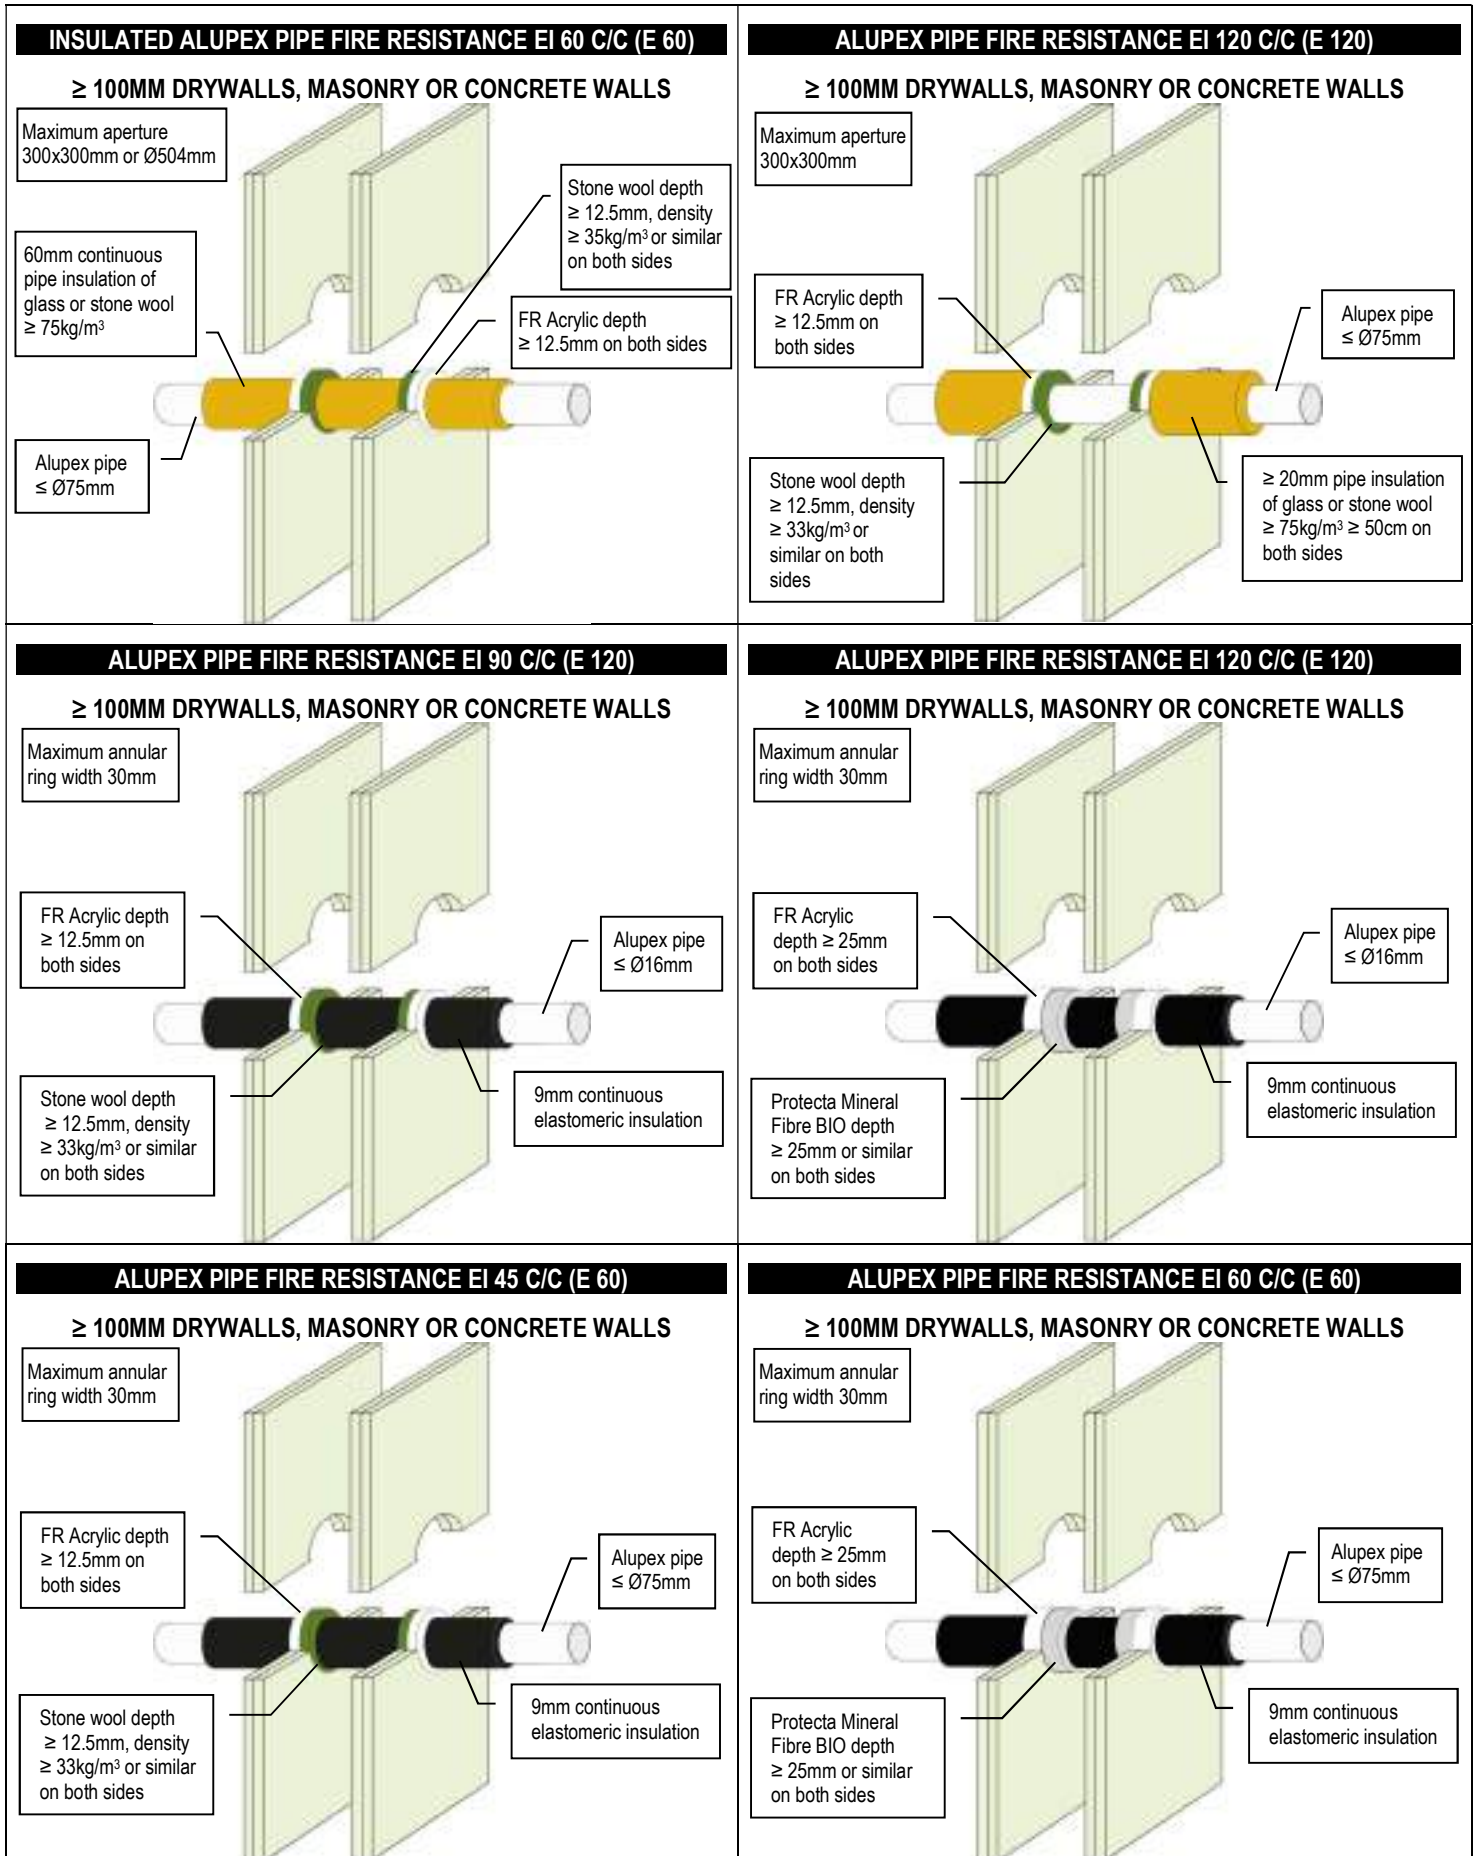 INSULATED ALUPEX PIPE FIRE RESISTANCE EI 60 C/C (E 60)
≥ 100MM DRYWALLS, MASONRY OR CONCRETE WALLS
Maximum aperture
300x300mm or Ø504mm
Stone wool depth
≥ 12.5mm, density
≥ 35kg/m³ or similar
on both sides
60mm continuous
pipe insulation of
glass or stone wool
≥ 75kg/m³
FR Acrylic depth
≥ 12.5mm on both sides
Alupex pipe
≤ Ø75mm
ALUPEX PIPE FIRE RESISTANCE EI 120 C/C (E 120)
≥ 100MM DRYWALLS, MASONRY OR CONCRETE WALLS
Maximum aperture
300x300mm
FR Acrylic depth
≥ 12.5mm on
both sides
Alupex pipe
≤ Ø75mm
Stone wool depth
≥ 12.5mm, density
≥ 33kg/m³ or
similar on both
sides
≥ 20mm pipe insulation
of glass or stone wool
≥ 75kg/m³ ≥ 50cm on
both sides
ALUPEX PIPE FIRE RESISTANCE EI 90 C/C (E 120)
≥ 100MM DRYWALLS, MASONRY OR CONCRETE WALLS
Maximum annular
ring width 30mm
FR Acrylic depth
≥ 12.5mm on
both sides
Alupex pipe
≤ Ø16mm
Stone wool depth
≥ 12.5mm, density
≥ 33kg/m³ or similar
on both sides
9mm continuous
elastomeric insulation
ALUPEX PIPE FIRE RESISTANCE EI 120 C/C (E 120)
≥ 100MM DRYWALLS, MASONRY OR CONCRETE WALLS
Maximum annular
ring width 30mm
FR Acrylic
depth ≥ 25mm
on both sides
Alupex pipe
≤ Ø16mm
Protecta Mineral
Fibre BIO depth
≥ 25mm or similar
on both sides
9mm continuous
elastomeric insulation
ALUPEX PIPE FIRE RESISTANCE EI 45 C/C (E 60)
≥ 100MM DRYWALLS, MASONRY OR CONCRETE WALLS
Maximum annular
ring width 30mm
FR Acrylic depth
≥ 12.5mm on
both sides
Alupex pipe
≤ Ø75mm
Stone wool depth
≥ 12.5mm, density
≥ 33kg/m³ or similar
on both sides
9mm continuous
elastomeric insulation
ALUPEX PIPE FIRE RESISTANCE EI 60 C/C (E 60)
≥ 100MM DRYWALLS, MASONRY OR CONCRETE WALLS
Maximum annular
ring width 30mm
FR Acrylic
depth ≥ 25mm
on both sides
Alupex pipe
≤ Ø75mm
Protecta Mineral
Fibre BIO depth
≥ 25mm or similar
on both sides
9mm continuous
elastomeric insulation